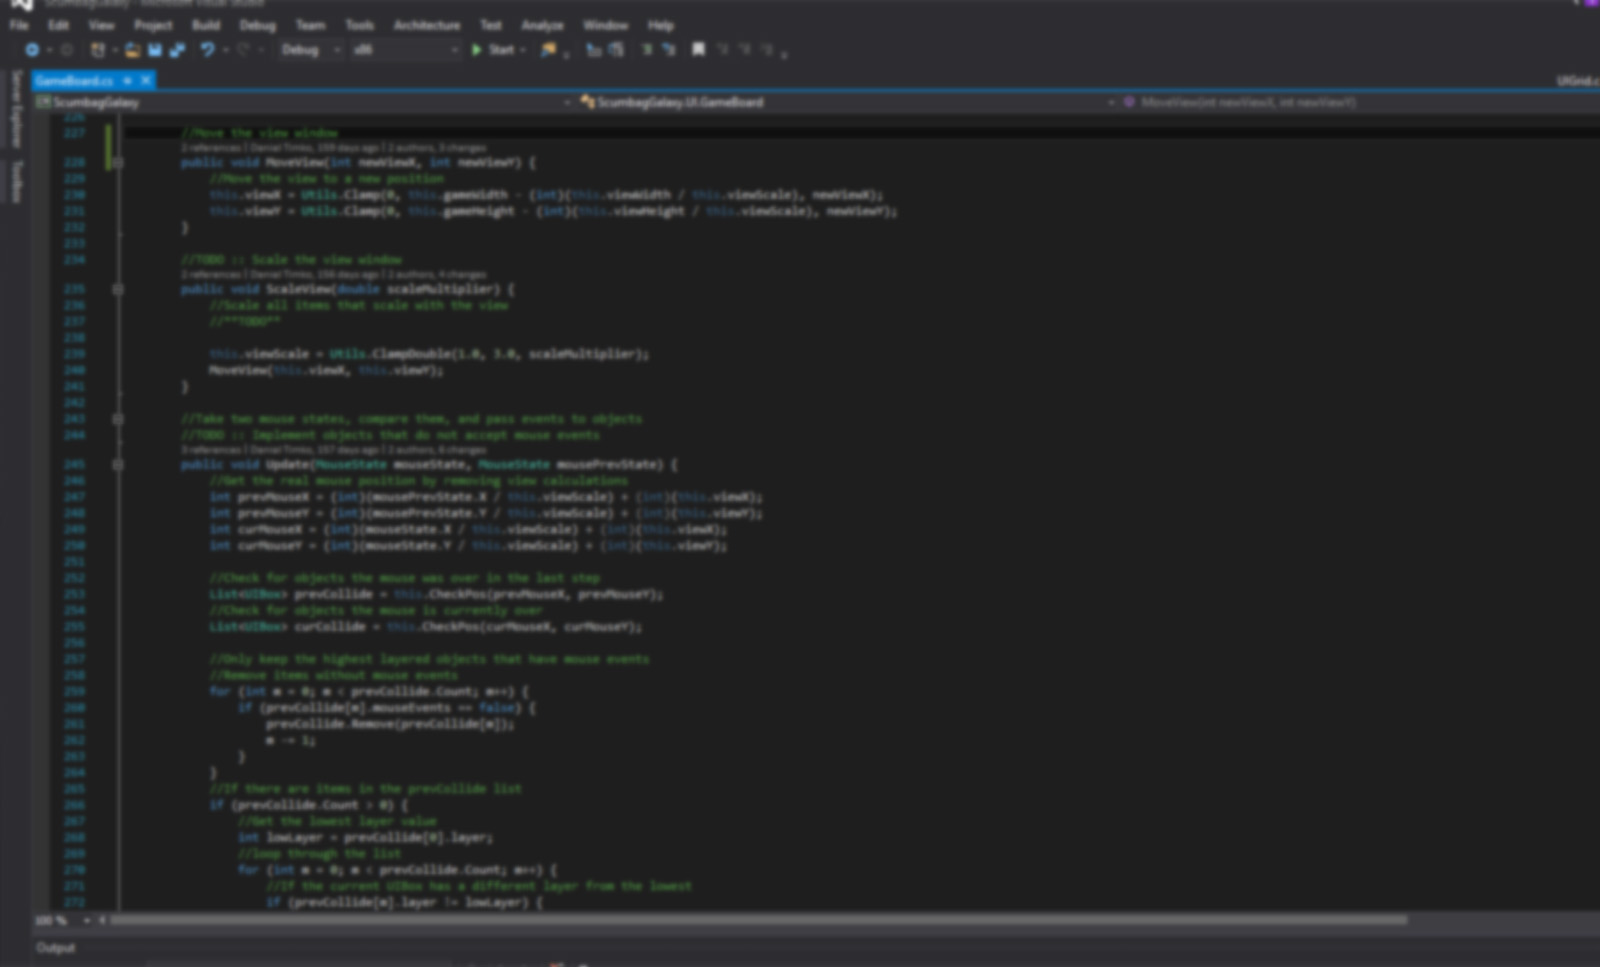 ScumbagGalaxy - Microsoft Visual Studio
File Edit View Project Build Debug Team Tools Architecture Test Analyze Window Help
Debug x86 Start
Server Explorer
Toolbox
GameBoard.cs UIGrid.c
ScumbagGalaxy ScumbagGalaxy.UI.GameBoard MoveView(int newViewX, int newViewY)
226
227 //Move the view window
2 references | Daniel Timko, 159 days ago | 2 authors, 3 changes
228 public void MoveView(int newViewX, int newViewY) {
229 //Move the view to a new position
230 this.viewX = Utils.Clamp(0, this.gameWidth - (int)(this.viewWidth / this.viewScale), newViewX);
231 this.viewY = Utils.Clamp(0, this.gameHeight - (int)(this.viewHeight / this.viewScale), newViewY);
232 }
233
234 //TODO :: Scale the view window
2 references | Daniel Timko, 156 days ago | 2 authors, 4 changes
235 public void ScaleView(double scaleMultiplier) {
236 //Scale all items that scale with the view
237 //**TODO**
238
239 this.viewScale = Utils.ClampDouble(1.0, 3.0, scaleMultiplier);
240 MoveView(this.viewX, this.viewY);
241 }
242
243 //Take two mouse states, compare them, and pass events to objects
244 //TODO :: Implement objects that do not accept mouse events
3 references | Daniel Timko, 157 days ago | 2 authors, 6 changes
245 public void Update(MouseState mouseState, MouseState mousePrevState) {
246 //Get the real mouse position by removing view calculations
247 int prevMouseX = (int)(mousePrevState.X / this.viewScale) + (int)(this.viewX);
248 int prevMouseY = (int)(mousePrevState.Y / this.viewScale) + (int)(this.viewY);
249 int curMouseX = (int)(mouseState.X / this.viewScale) + (int)(this.viewX);
250 int curMouseY = (int)(mouseState.Y / this.viewScale) + (int)(this.viewY);
251
252 //Check for objects the mouse was over in the last step
253 List<UIBox> prevCollide = this.CheckPos(prevMouseX, prevMouseY);
254 //Check for objects the mouse is currently over
255 List<UIBox> curCollide = this.CheckPos(curMouseX, curMouseY);
256
257 //Only keep the highest layered objects that have mouse events
258 //Remove items without mouse events
259 for (int m = 0; m < prevCollide.Count; m++) {
260 if (prevCollide[m].mouseEvents == false) {
261 prevCollide.Remove(prevCollide[m]);
262 m -= 1;
263 }
264 }
265 //If there are items in the prevCollide list
266 if (prevCollide.Count > 0) {
267 //Get the lowest layer value
268 int lowLayer = prevCollide[0].layer;
269 //loop through the list
270 for (int m = 0; m < prevCollide.Count; m++) {
271 //If the current UIBox has a different layer from the lowest
272 if (prevCollide[m].layer != lowLayer) {
100 %
Output